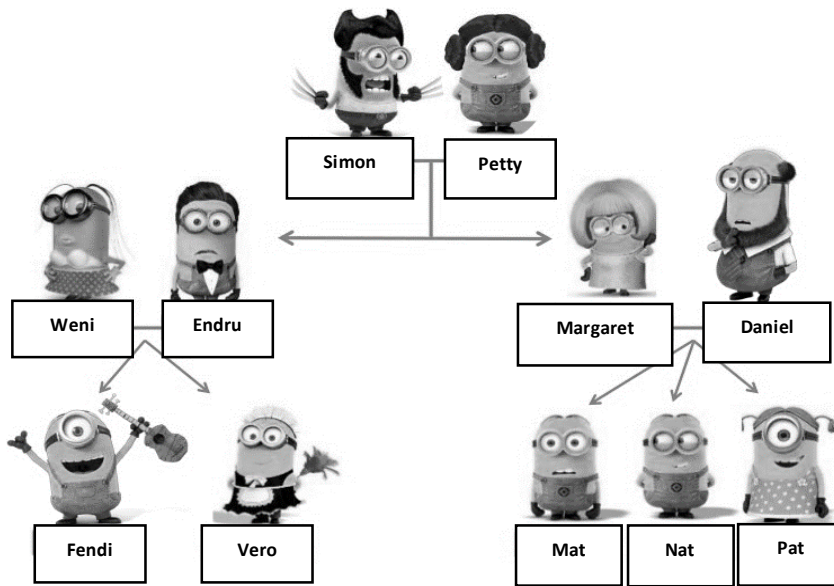 Simon
Petty
Weni
Endru
Margaret
Daniel
Fendi
Vero
Mat
Nat
Pat